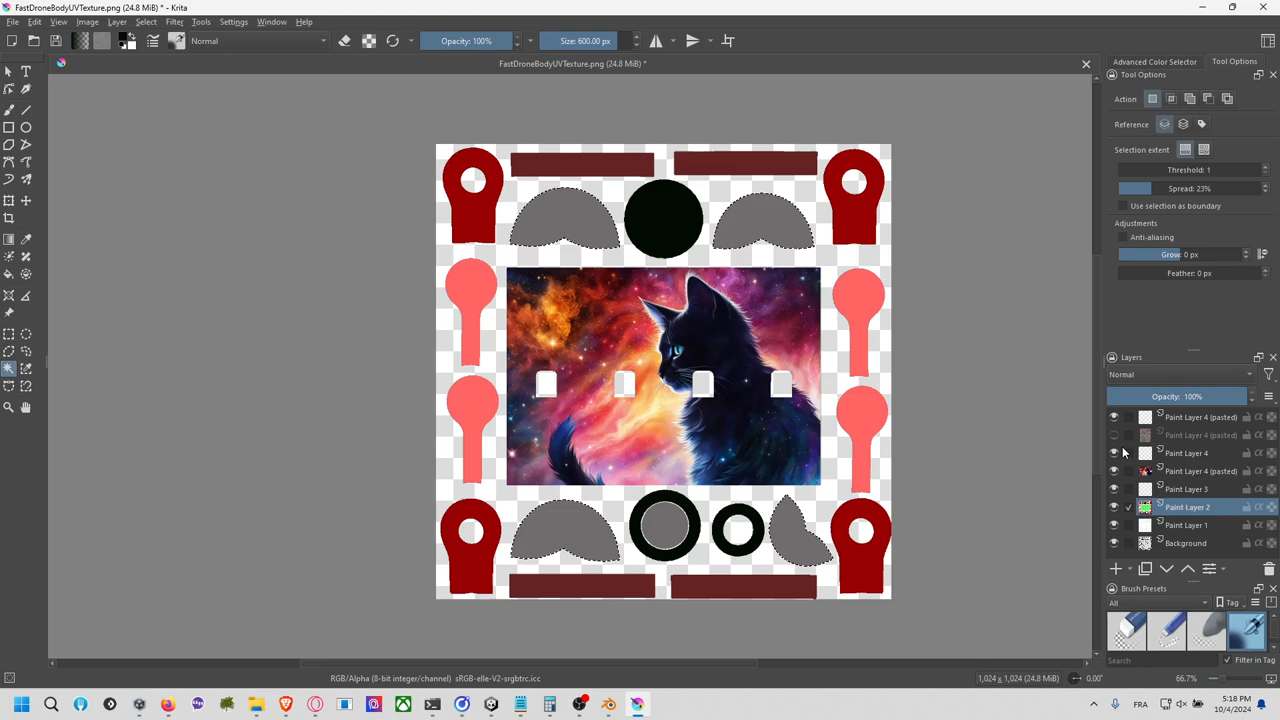 FastDroneBodyUVTexture.png (24.8 MiB) * - Krita
File Edit View Image Layer Select Filter Tools Settings Window Help
Normal
Opacity: 100%
Size: 600.00 px
FastDroneBodyUVTexture.png (24.8 MiB) *
Advanced Color Selector
Tool Options
Tool Options
Action
Reference
Selection extent
Threshold: 1
Spread: 23%
Use selection as boundary
Adjustments
Anti-aliasing
Grow: 0 px
Feather: 0 px
Layers
Normal
Opacity: 100%
Paint Layer 4 (pasted)
Paint Layer 4 (pasted)
Paint Layer 4
Paint Layer 4 (pasted)
Paint Layer 3
Paint Layer 2
Paint Layer 1
Background
Brush Presets
All
Tag
Search
Filter in Tag
RGB/Alpha (8-bit integer/channel) sRGB-elle-V2-srgbtrc.icc
1,024 x 1,024 (24.8 MiB)
0.00°
66.7%
FRA
5:18 PM
10/4/2024